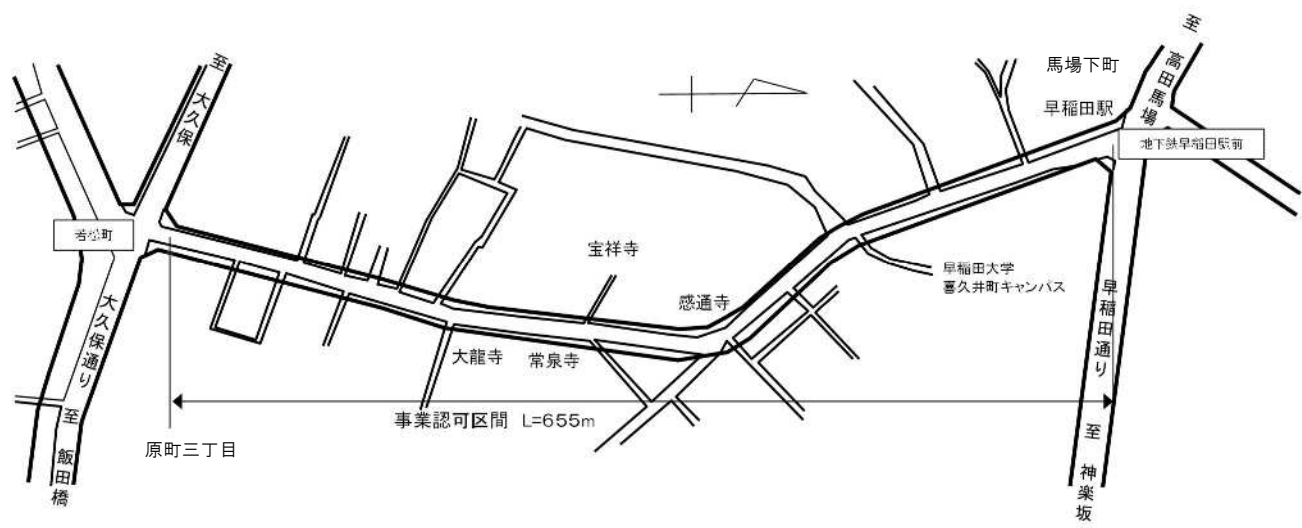 至 高田馬場
馬場下町
早稲田駅
地下鉄早稲田駅前
至 大久保
若松町
宝祥寺
感通寺
早稲田大学
喜久井町キャンパス
大久保通り
至 飯田橋
大龍寺
常泉寺
早稲田通り
至 神楽坂
事業認可区間 L=655m
原町三丁目